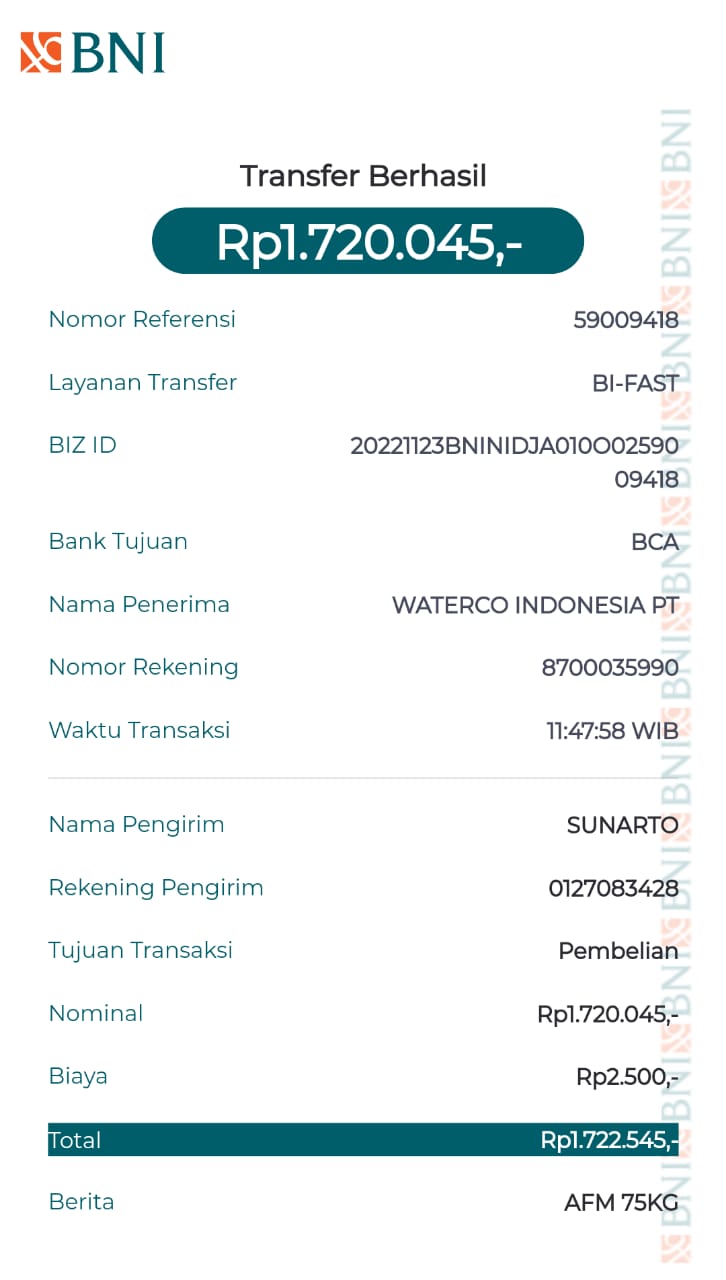 BNI
Transfer Berhasil
Rp1.720.045,-
Nomor Referensi 59009418
Layanan Transfer BI-FAST
BIZ ID 20221123BNINIDJA010O02590
09418
Bank Tujuan BCA
Nama Penerima WATERCO INDONESIA PT
Nomor Rekening 8700035990
Waktu Transaksi 11:47:58 WIB
Nama Pengirim SUNARTO
Rekening Pengirim 0127083428
Tujuan Transaksi Pembelian
Nominal Rp1.720.045,-
Biaya Rp2.500,-
Total Rp1.722.545,-
Berita AFM 75KG
BNI BNI BNI BNI BNI BNI BNI BNI BNI BNI BNI